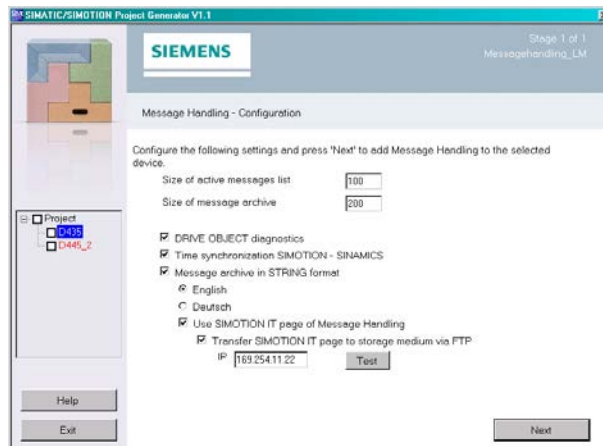 SIMATIC/SIMOTION Project Generator V1.1
SIEMENS
Stage 1 of 1
Messagehandling_LM
Message Handling - Configuration
Configure the following settings and press 'Next' to add Message Handling to the selected
device.
Size of active messages list 100
Size of message archive 200
Project
D435
D445_2
DRIVE OBJECT diagnostics
Time synchronization SIMOTION - SINAMICS
Message archive in STRING format
English
Deutsch
Use SIMOTION IT page of Message Handling
Transfer SIMOTION IT page to storage medium via FTP
IP 169.254.11.22 Test
Help
Exit
Next